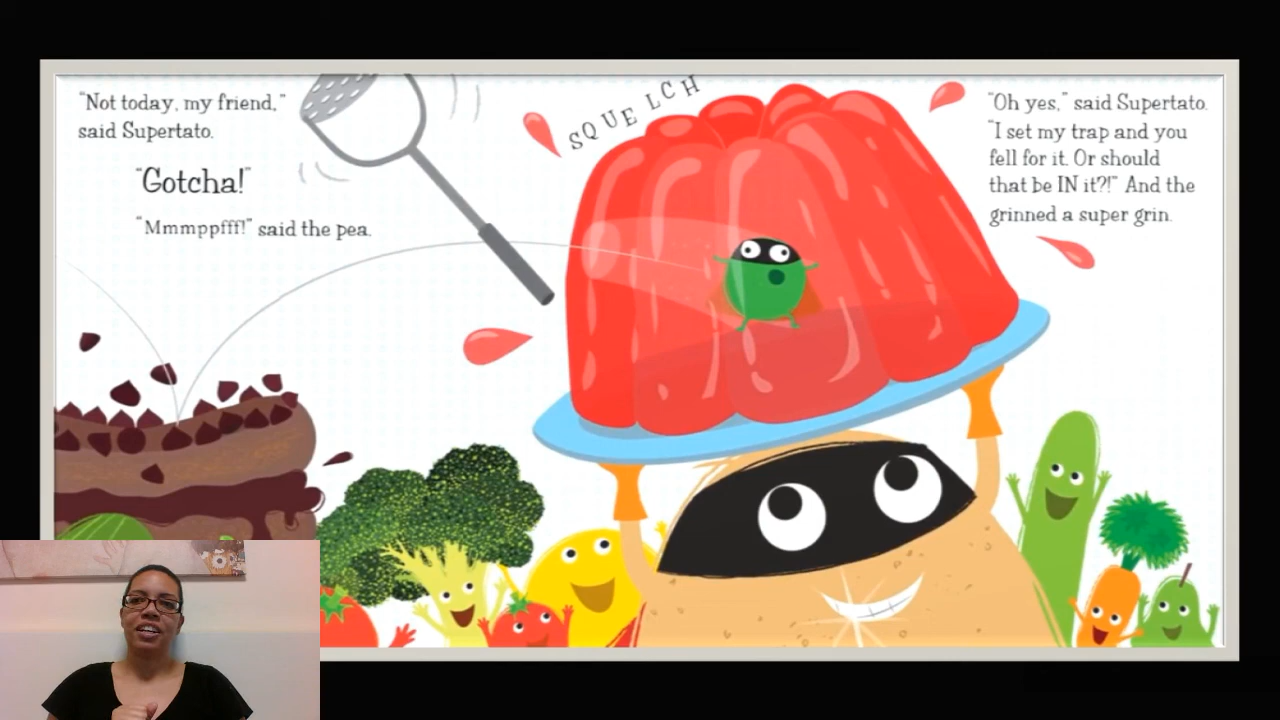 "Not today, my friend,"
said Supertato.
"Gotcha!"
"Mmmppfff!" said the pea.
SQUELCH
"Oh yes," said Supertato.
"I set my trap and you
fell for it. Or should
that be IN it?!" And the
grinned a super grin.